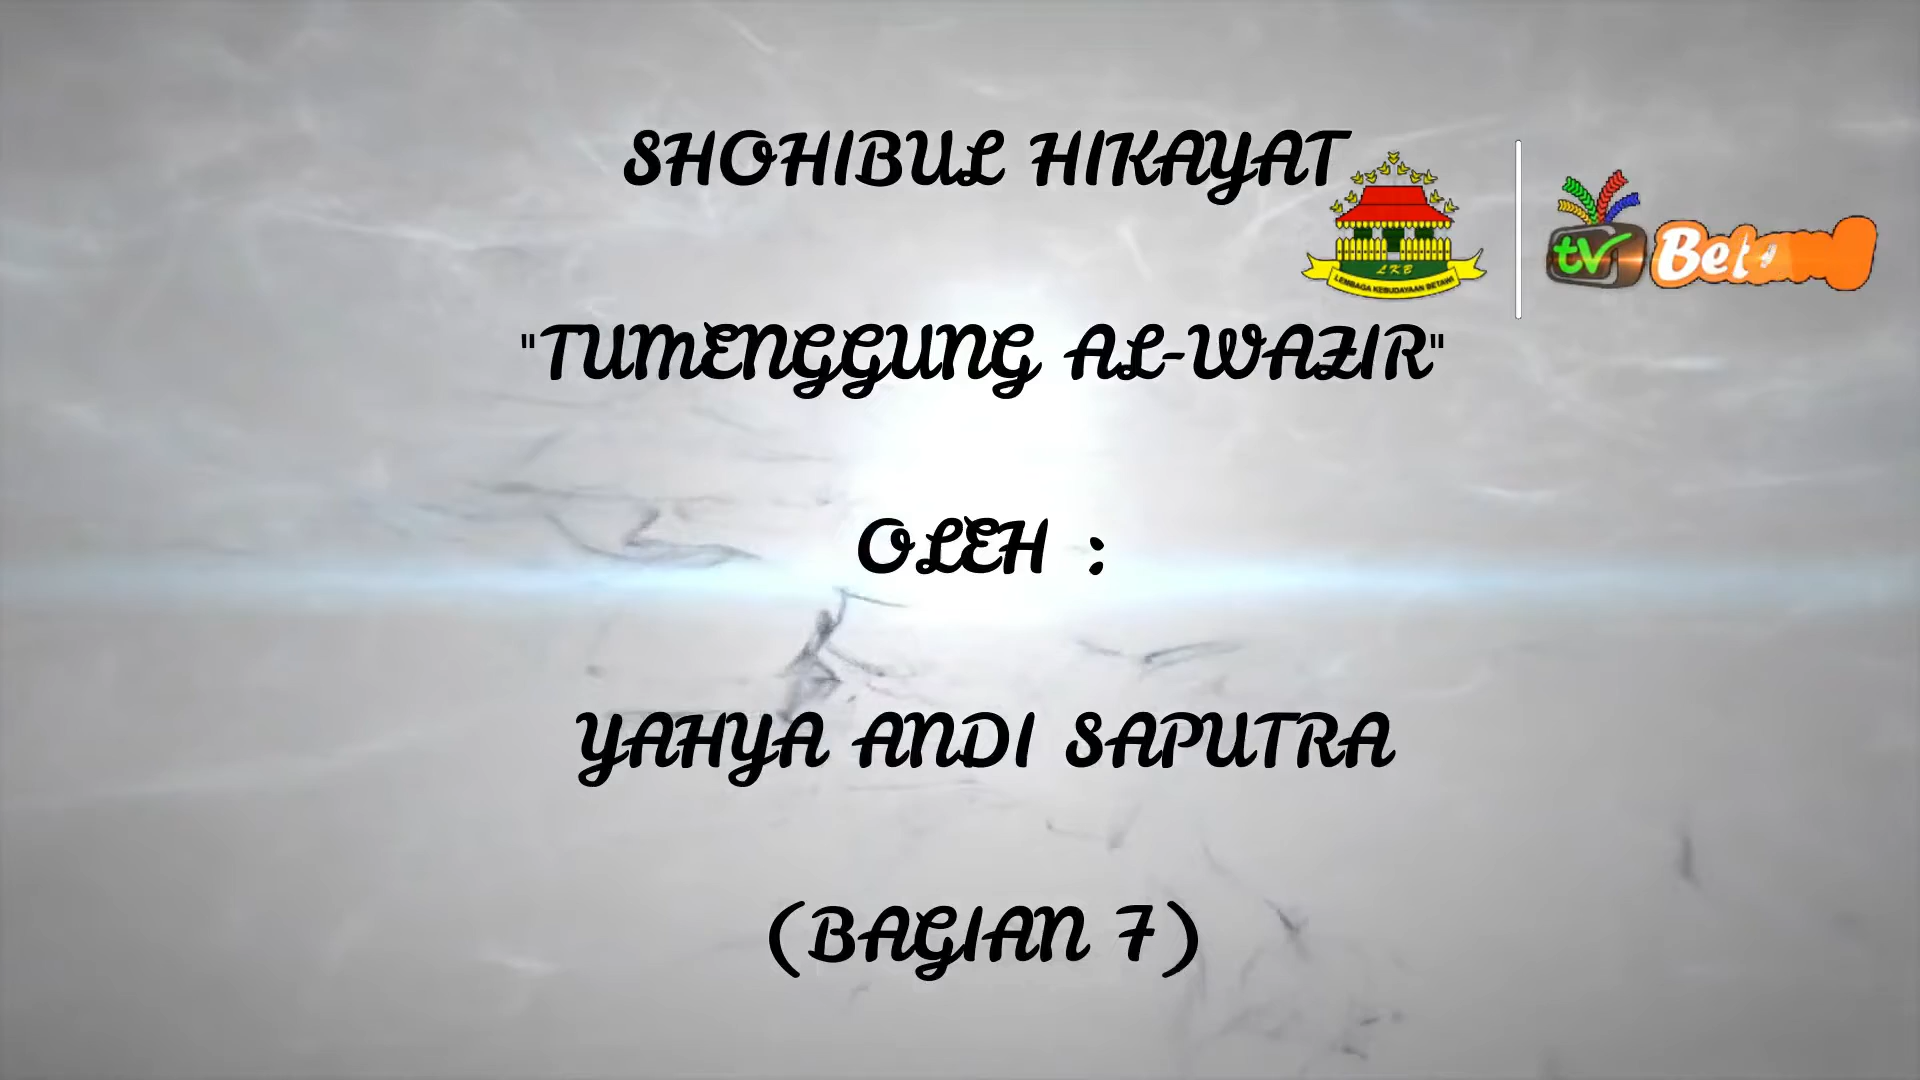 SHOHIBUL HIKAYAT
LKB
LEMBAGA KEBUDAYAAN BETAWI
tv
"TUMENGGUNG AL-WAZIR"
OLEH :
YAHYA ANDI SAPUTRA
(BAGIAN 7)